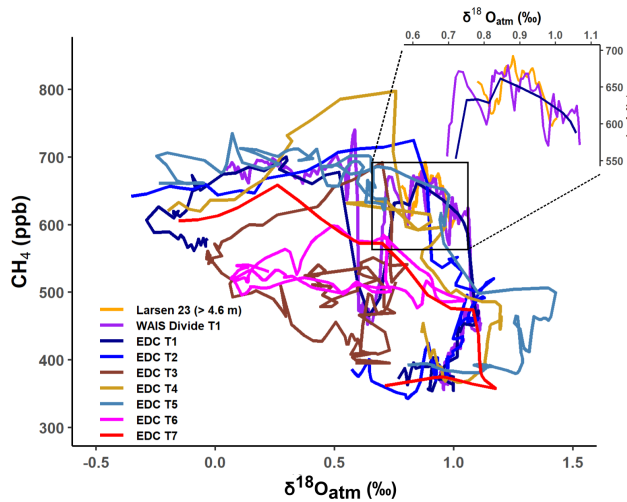 δ18 Oatm (‰)
0.6 0.7 0.8 0.9 1.0 1.1
700
650
600
550
800
700
600
500
400
300
CH4 (ppb)
Larsen 23 (> 4.6 m)
WAIS Divide T1
EDC T1
EDC T2
EDC T3
EDC T4
EDC T5
EDC T6
EDC T7
-0.5 0.0 0.5 1.0 1.5
δ18Oatm (‰)